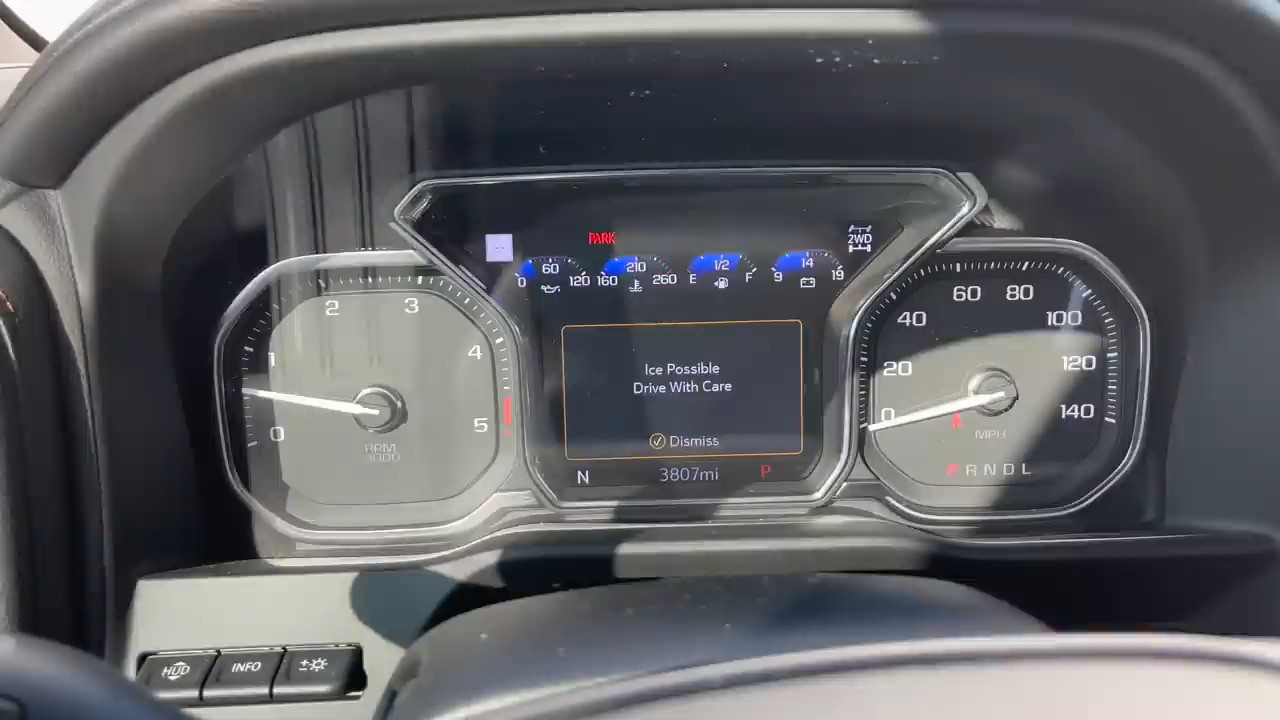 PARK
2WD
60
0 120
210
160 260
1/2
E F
14
9 19
0 1 2 3 4 5
RPM
1000
Ice Possible
Drive With Care
Dismiss
N 3807mi P
0 20 40 60 80 100 120 140
MPH
P R N D L
HUD INFO